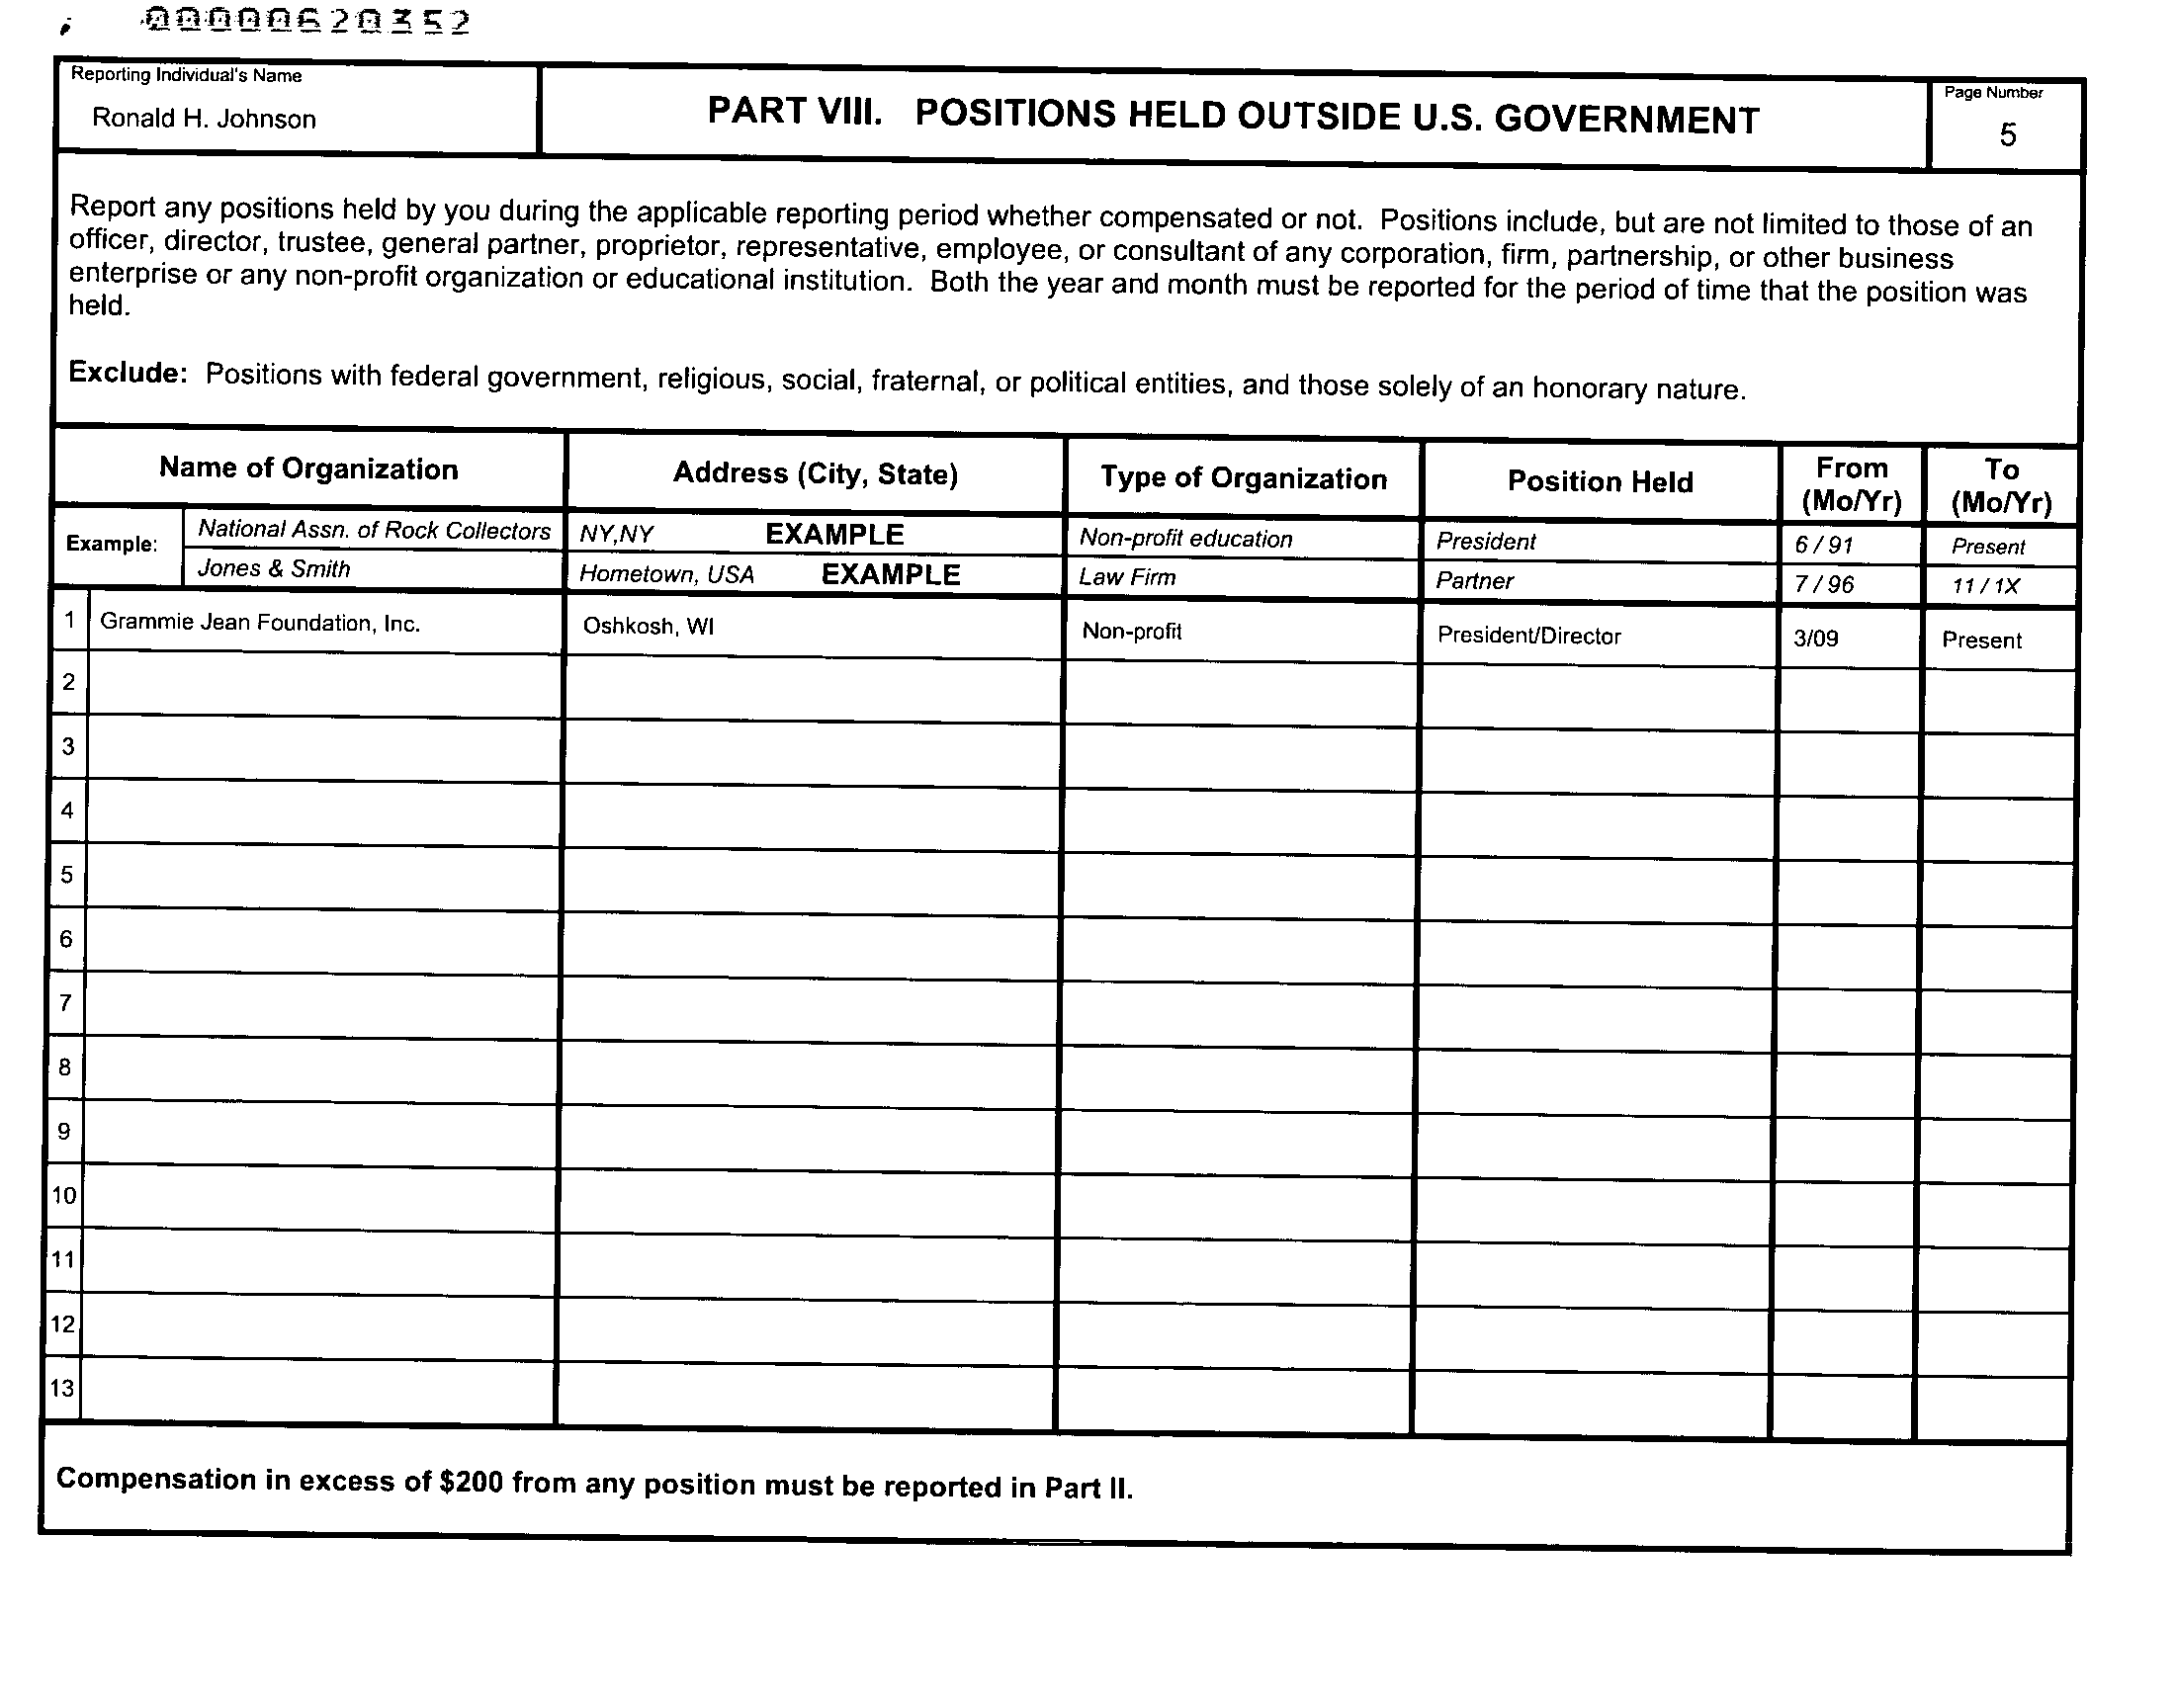 00000620352
Reporting Individual's Name
Ronald H. Johnson
PART VIII. POSITIONS HELD OUTSIDE U.S. GOVERNMENT
Page Number
5
Report any positions held by you during the applicable reporting period whether compensated or not. Positions include, but are not limited to those of an
officer, director, trustee, general partner, proprietor, representative, employee, or consultant of any corporation, firm, partnership, or other business
enterprise or any non-profit organization or educational institution. Both the year and month must be reported for the period of time that the position was
held.
Exclude: Positions with federal government, religious, social, fraternal, or political entities, and those solely of an honorary nature.
Name of Organization Address (City, State) Type of Organization Position Held From (Mo/Yr) To (Mo/Yr)
Example: National Assn. of Rock Collectors NY,NY EXAMPLE Non-profit education President 6 / 91 Present
Jones & Smith Hometown, USA EXAMPLE Law Firm Partner 7 / 96 11 / 1X
1 Grammie Jean Foundation, Inc. Oshkosh, WI Non-profit President/Director 3/09 Present
2
3
4
5
6
7
8
9
10
11
12
13
Compensation in excess of $200 from any position must be reported in Part II.